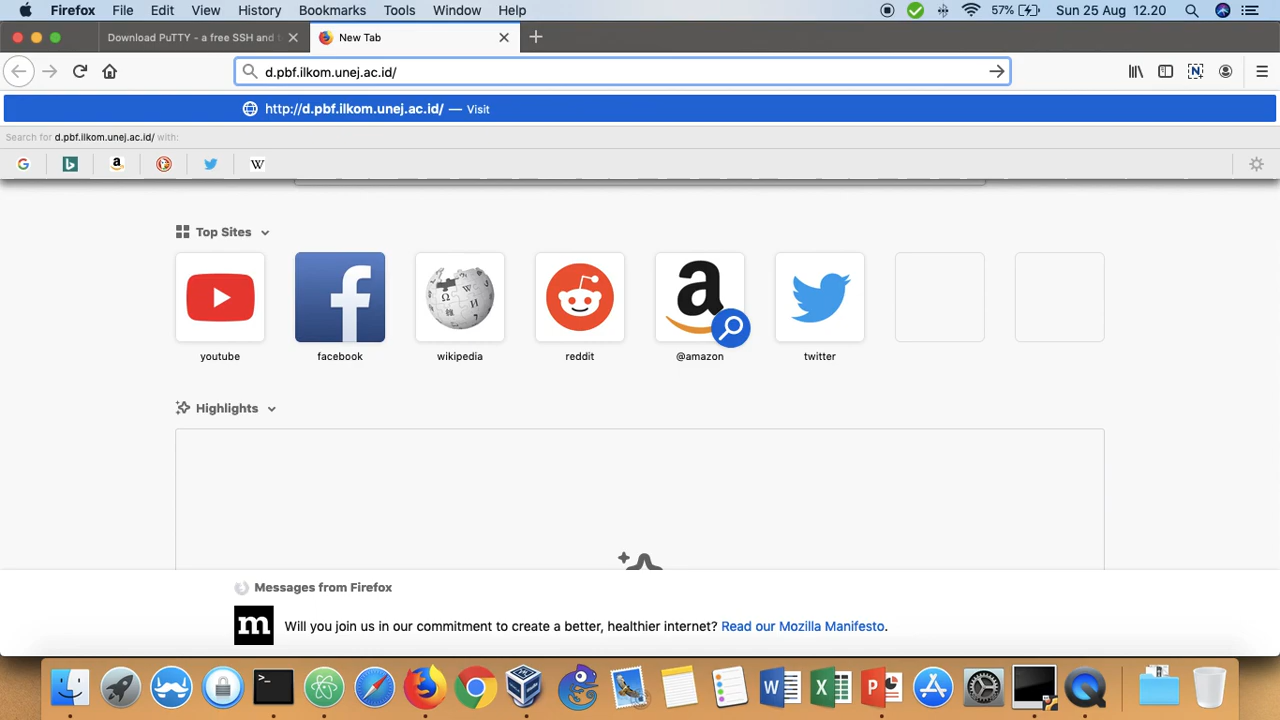 Firefox File Edit View History Bookmarks Tools Window Help 57% Sun 25 Aug 12.20
Download PuTTY - a free SSH and t New Tab
d.pbf.ilkom.unej.ac.id/
http://d.pbf.ilkom.unej.ac.id/ — Visit
Search for d.pbf.ilkom.unej.ac.id/ with:
Top Sites
youtube facebook wikipedia reddit @amazon twitter
Highlights
Messages from Firefox
Will you join us in our commitment to create a better, healthier internet? Read our Mozilla Manifesto.